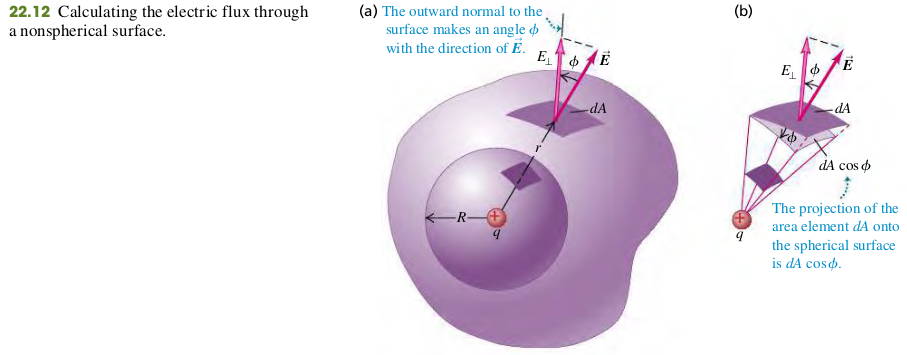 22.12 Calculating the electric flux through
a nonspherical surface.
(a) The outward normal to the
surface makes an angle ϕ
with the direction of E⃗.
E⊥
ϕ
E⃗
dA
r
R
+
q
(b)
E⊥
ϕ
E⃗
dA
ϕ
dA cos ϕ
+
q
The projection of the
area element dA onto
the spherical surface
is dA cos ϕ.